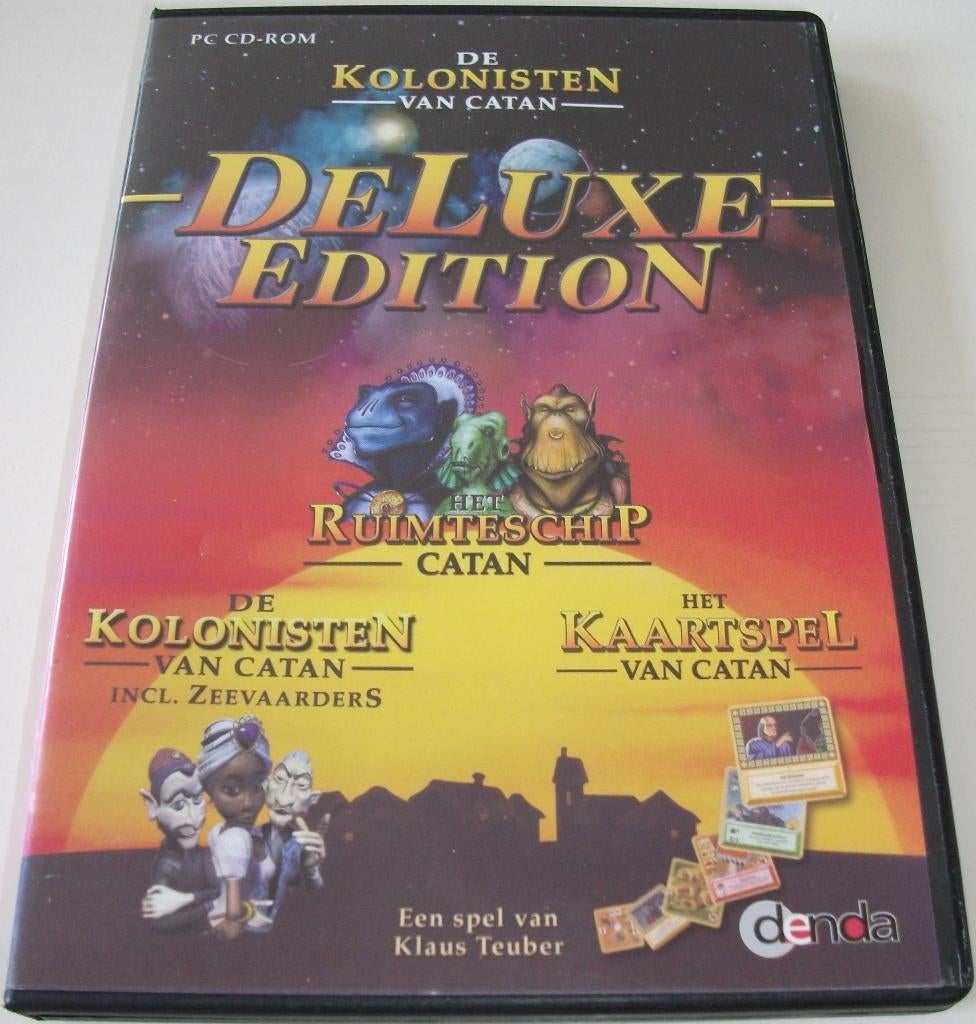 PC CD-ROM
DE
KOLONISTEN
VAN CATAN
DELUXE
EDITION
HET
RUIMTESCHIP
CATAN
DE
KOLONISTEN
VAN CATAN
INCL. ZEEVAARDERS
HET
KAARTSPEL
VAN CATAN
Een spel van
Klaus Teuber
denda